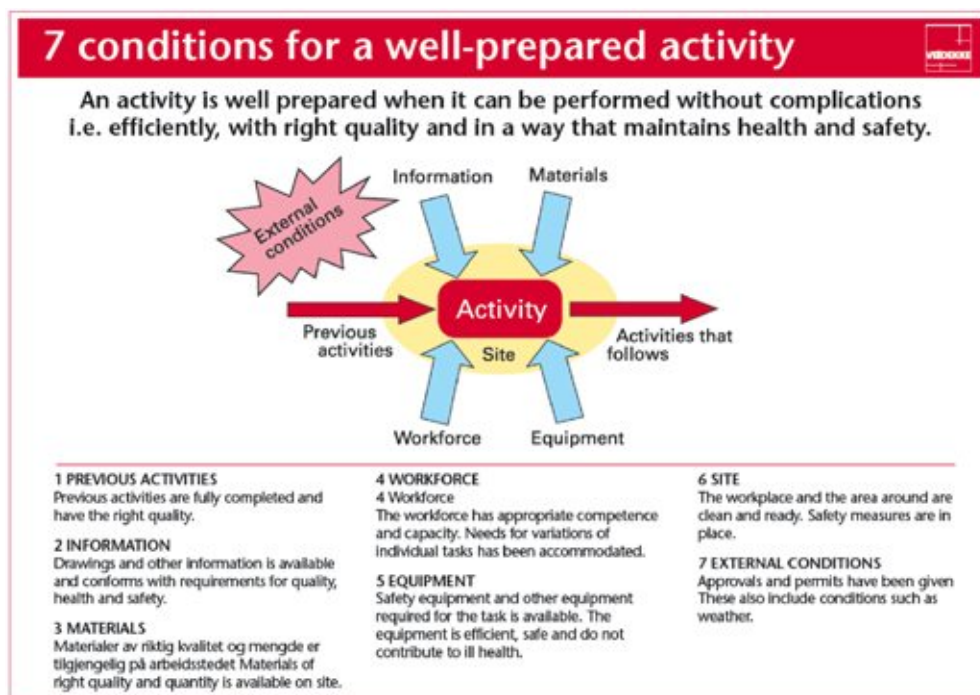 7 conditions for a well-prepared activity
An activity is well prepared when it can be performed without complications
i.e. efficiently, with right quality and in a way that maintains health and safety.
External
conditions
Information
Materials
Activity
Previous
activities
Site
Activities that
follows
Workforce
Equipment
1 PREVIOUS ACTIVITIES
Previous activities are fully completed and
have the right quality.
2 INFORMATION
Drawings and other information is available
and conforms with requirements for quality,
health and safety.
3 MATERIALS
Materialer av riktig kvalitet og mengde er
tilgjengelig på arbeidsstedet Materials of
right quality and quantity is available on site.
4 WORKFORCE
4 Workforce
The workforce has appropriate competence
and capacity. Needs for variations of
individual tasks has been accommodated.
5 EQUIPMENT
Safety equipment and other equipment
required for the task is available. The
equipment is efficient, safe and do not
contribute to ill health.
6 SITE
The workplace and the area around are
clean and ready. Safety measures are in
place.
7 EXTERNAL CONDITIONS
Approvals and permits have been given
These also include conditions such as
weather.